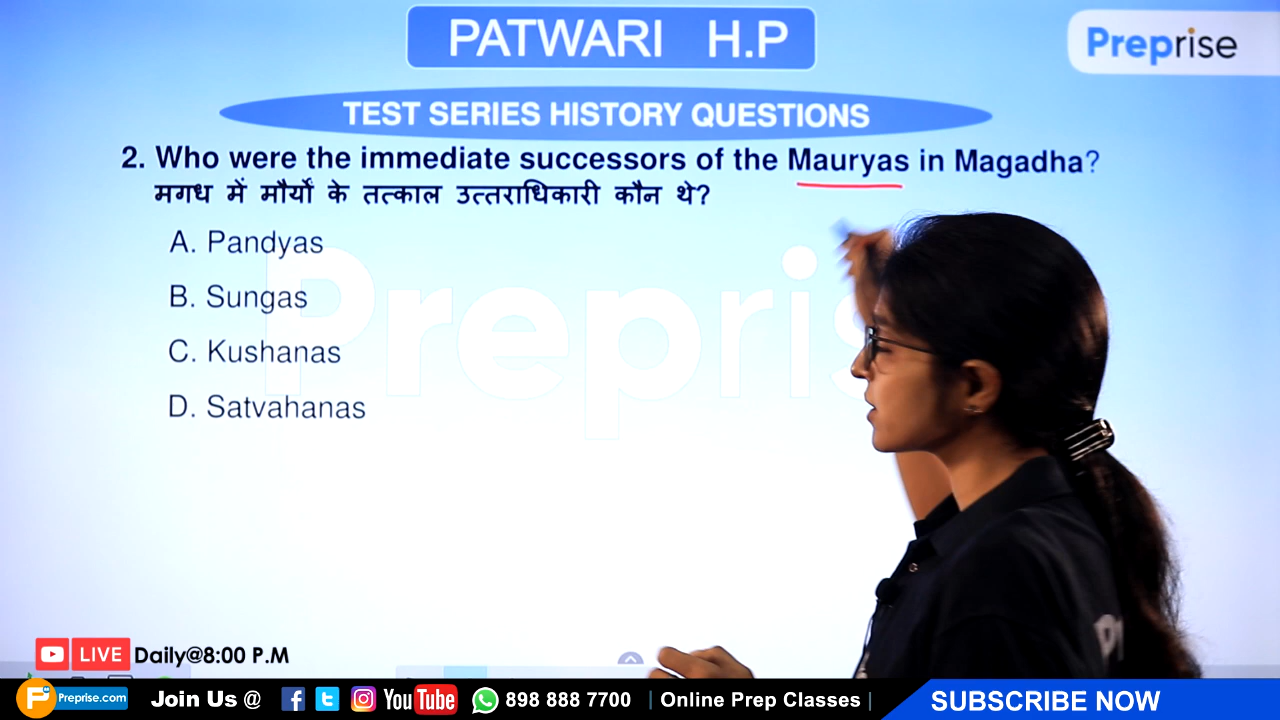 PATWARI H.P
Preprise
TEST SERIES HISTORY QUESTIONS
2. Who were the immediate successors of the Mauryas in Magadha?
मगध में मौर्यों के तत्काल उत्तराधिकारी कौन थे?
A. Pandyas
B. Sungas
C. Kushanas
D. Satvahanas
Prepris
LIVE Daily@8:00 P.M
Preprise.com Join Us @ YouTube 898 888 7700 | Online Prep Classes | SUBSCRIBE NOW